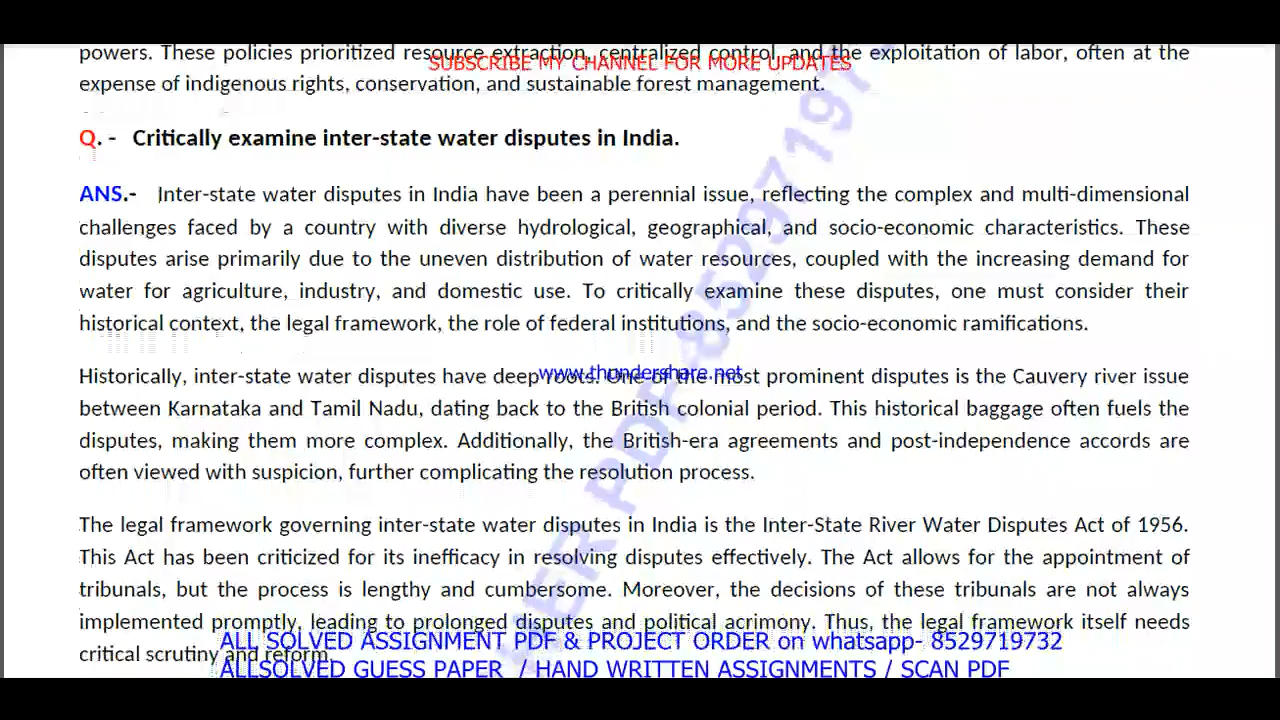 powers. These policies prioritized resource extraction, centralized control, and the exploitation of labor, often at the
SUBSCRIBE MY CHANNEL FOR MORE UPDATES
expense of indigenous rights, conservation, and sustainable forest management.
Q. - Critically examine inter-state water disputes in India.
ANS.- Inter-state water disputes in India have been a perennial issue, reflecting the complex and multi-dimensional
challenges faced by a country with diverse hydrological, geographical, and socio-economic characteristics. These
disputes arise primarily due to the uneven distribution of water resources, coupled with the increasing demand for
water for agriculture, industry, and domestic use. To critically examine these disputes, one must consider their
historical context, the legal framework, the role of federal institutions, and the socio-economic ramifications.
www.thundershare.net
Historically, inter-state water disputes have deep roots. One of the most prominent disputes is the Cauvery river issue
between Karnataka and Tamil Nadu, dating back to the British colonial period. This historical baggage often fuels the
disputes, making them more complex. Additionally, the British-era agreements and post-independence accords are
often viewed with suspicion, further complicating the resolution process.
The legal framework governing inter-state water disputes in India is the Inter-State River Water Disputes Act of 1956.
This Act has been criticized for its inefficacy in resolving disputes effectively. The Act allows for the appointment of
tribunals, but the process is lengthy and cumbersome. Moreover, the decisions of these tribunals are not always
implemented promptly, leading to prolonged disputes and political acrimony. Thus, the legal framework itself needs
ALL SOLVED ASSIGNMENT PDF & PROJECT ORDER on whatsapp- 8529719732
critical scrutiny and reform.
ALLSOLVED GUESS PAPER / HAND WRITTEN ASSIGNMENTS / SCAN PDF
PDF-85297197